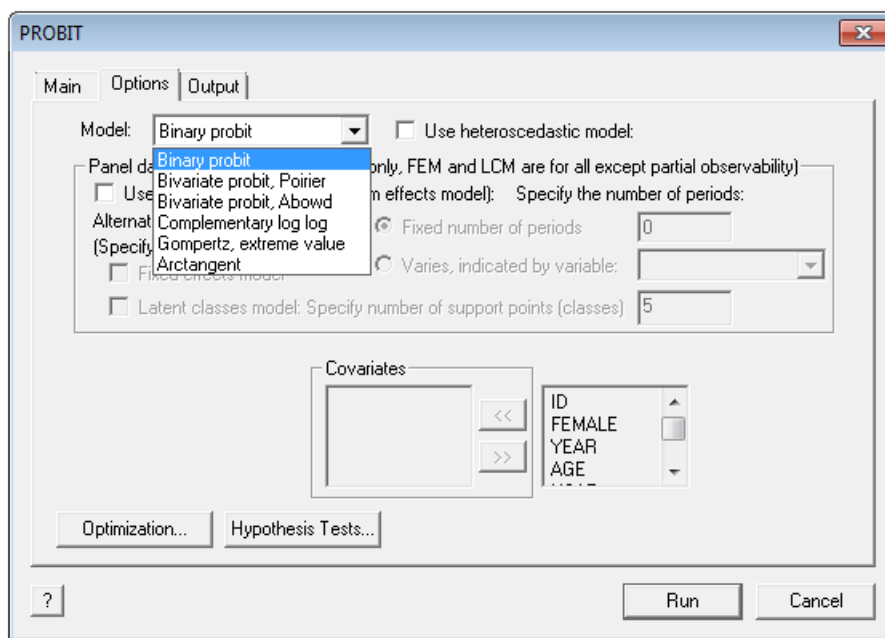 PROBIT
Main Options Output
Model: Binary probit Use heteroscedastic model:
Binary probit
Bivariate probit, Poirier
Bivariate probit, Abowd
Complementary log log
Gompertz, extreme value
Arctangent
Panel da only, FEM and LCM are for all except partial observability)
Use m effects model): Specify the number of periods:
Alternat Fixed number of periods 0
(Specify
Fixed effects model Varies, indicated by variable:
Latent classes model: Specify number of support points (classes) 5
Covariates
<<
>>
ID
FEMALE
YEAR
AGE
Optimization... Hypothesis Tests...
? Run Cancel